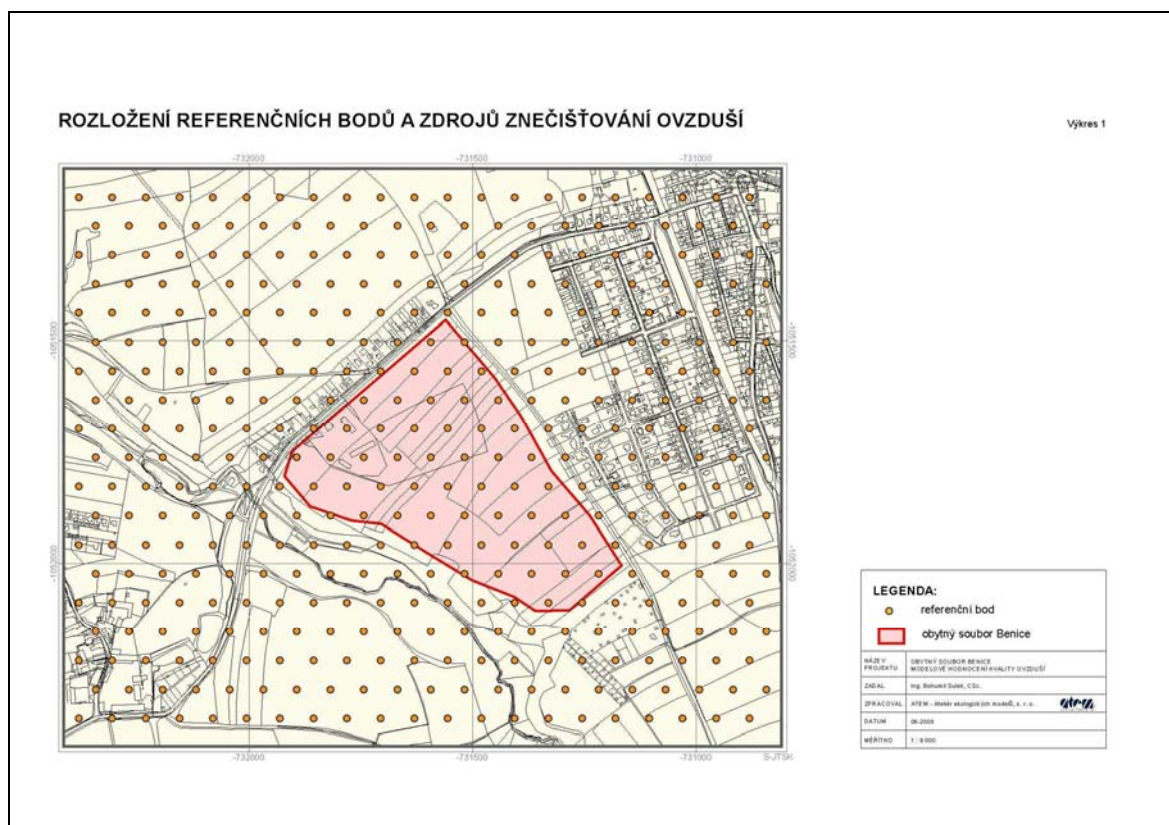 ROZLOŽENÍ REFERENČNÍCH BODŮ A ZDROJŮ ZNEČIŠŤOVÁNÍ OVZDUŠÍ
Výkres 1
-732000 -731500 -731000
-1051500 -1051500
-1052000 -1052000
-732000 -731500 -731000 S-JTSK
LEGENDA:
referenční bod
obytný soubor Benice
NÁZEV PROJEKTU
OBYTNÝ SOUBOR BENICE
MODELOVÉ HODNOCENÍ KVALITY OVZDUŠÍ
ZADAL Ing. Bohumil Sulek, CSc.
ZPRACOVAL ATEM - Ateliér ekologických modelů, s. r. o. atem
DATUM 06-2008
MĚŘÍTKO 1 : 9 000